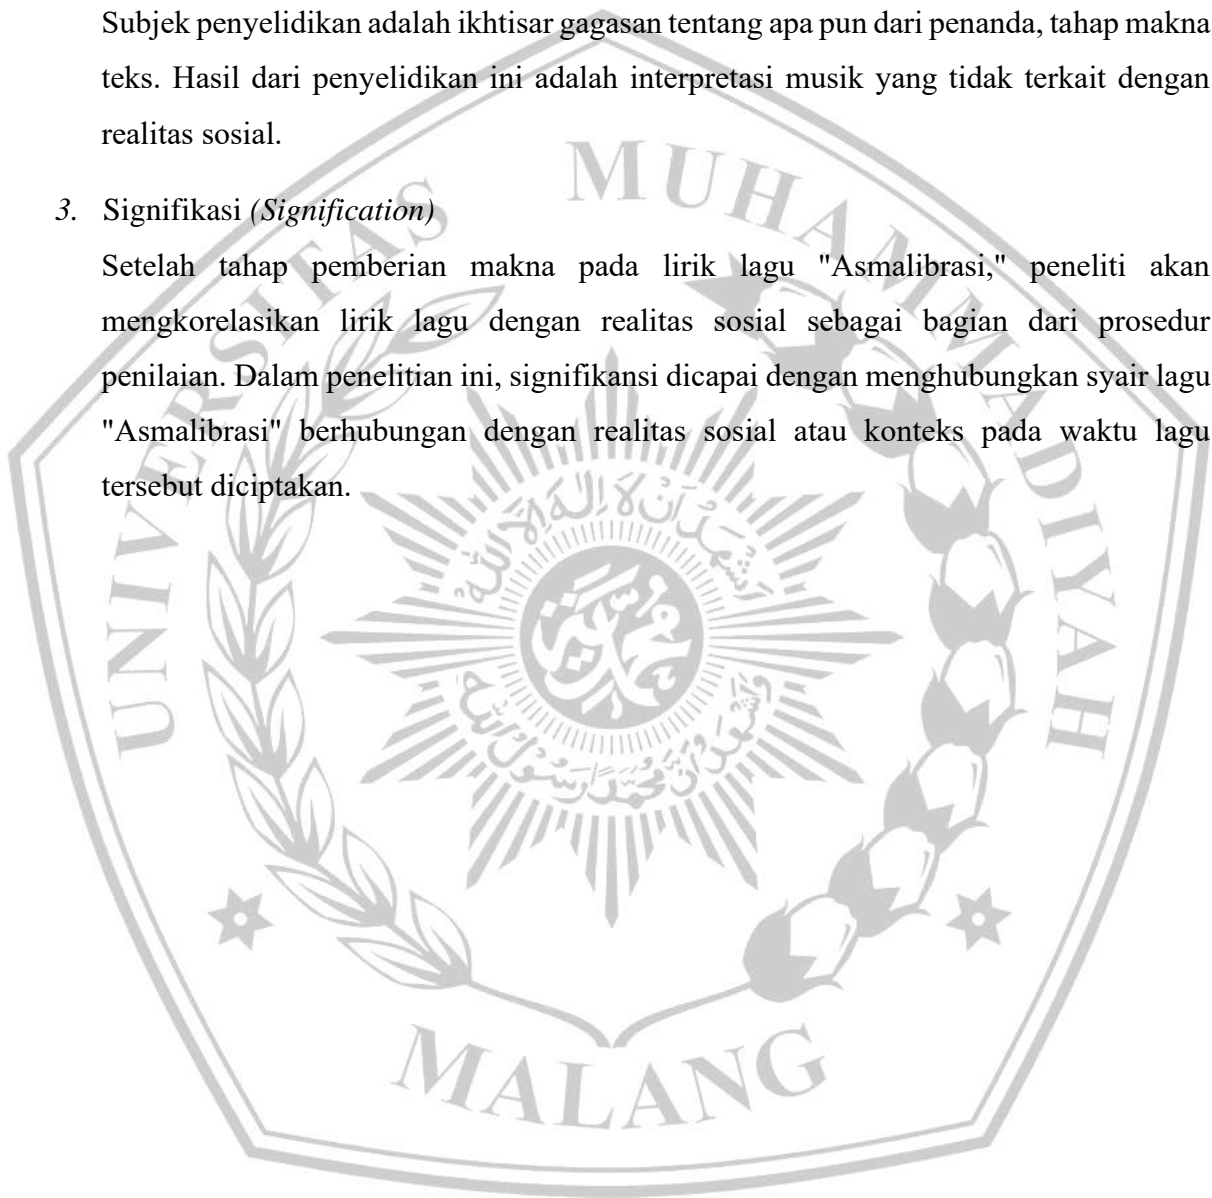 Subjek penyelidikan adalah ikhtisar gagasan tentang apa pun dari penanda, tahap makna
teks. Hasil dari penyelidikan ini adalah interpretasi musik yang tidak terkait dengan
realitas sosial.
3. Signifikasi (Signification)
Setelah tahap pemberian makna pada lirik lagu "Asmalibrasi," peneliti akan
mengkorelasikan lirik lagu dengan realitas sosial sebagai bagian dari prosedur
penilaian. Dalam penelitian ini, signifikansi dicapai dengan menghubungkan syair lagu
"Asmalibrasi" berhubungan dengan realitas sosial atau konteks pada waktu lagu
tersebut diciptakan.
UNIVERSITAS MUHAMMADIYAH
MALANG